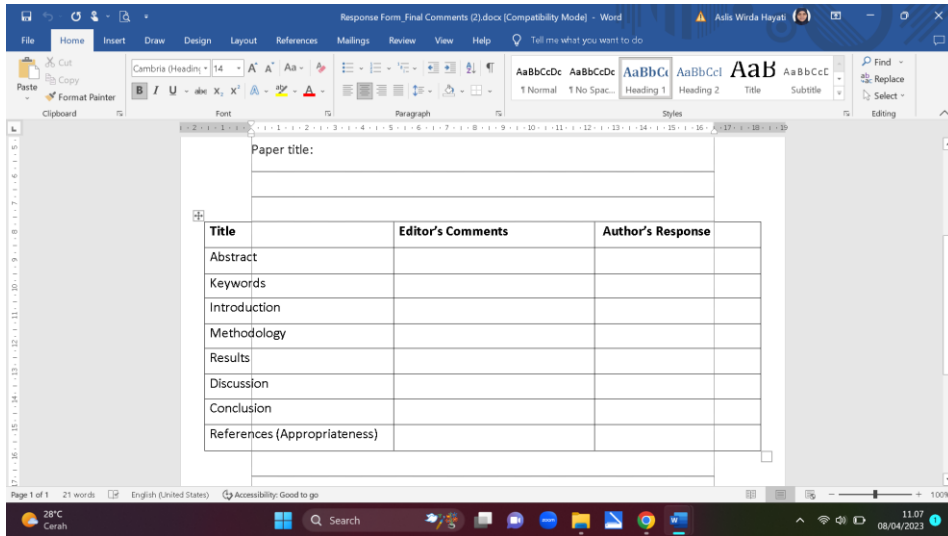 Response Form_Final Comments (2).docx [Compatibility Mode] - Word
Aslis Wirda Hayati
File Home Insert Draw Design Layout References Mailings Review View Help Tell me what you want to do
Paste
Cut
Copy
Format Painter
Clipboard
Cambria (Heading 14
Font
Paragraph
AaBbCcDc AaBbCcDc AaBbCc AaBbCcI AaB AaBbCcC
¶ Normal ¶ No Spac... Heading 1 Heading 2 Title Subtitle
Styles
Find
Replace
Select
Editing
Paper title:
Title Editor's Comments Author's Response
Abstract
Keywords
Introduction
Methodology
Results
Discussion
Conclusion
References (Appropriateness)
Page 1 of 1 21 words English (United States) Accessibility: Good to go 100%
28°C
Cerah
Search
11.07
08/04/2023